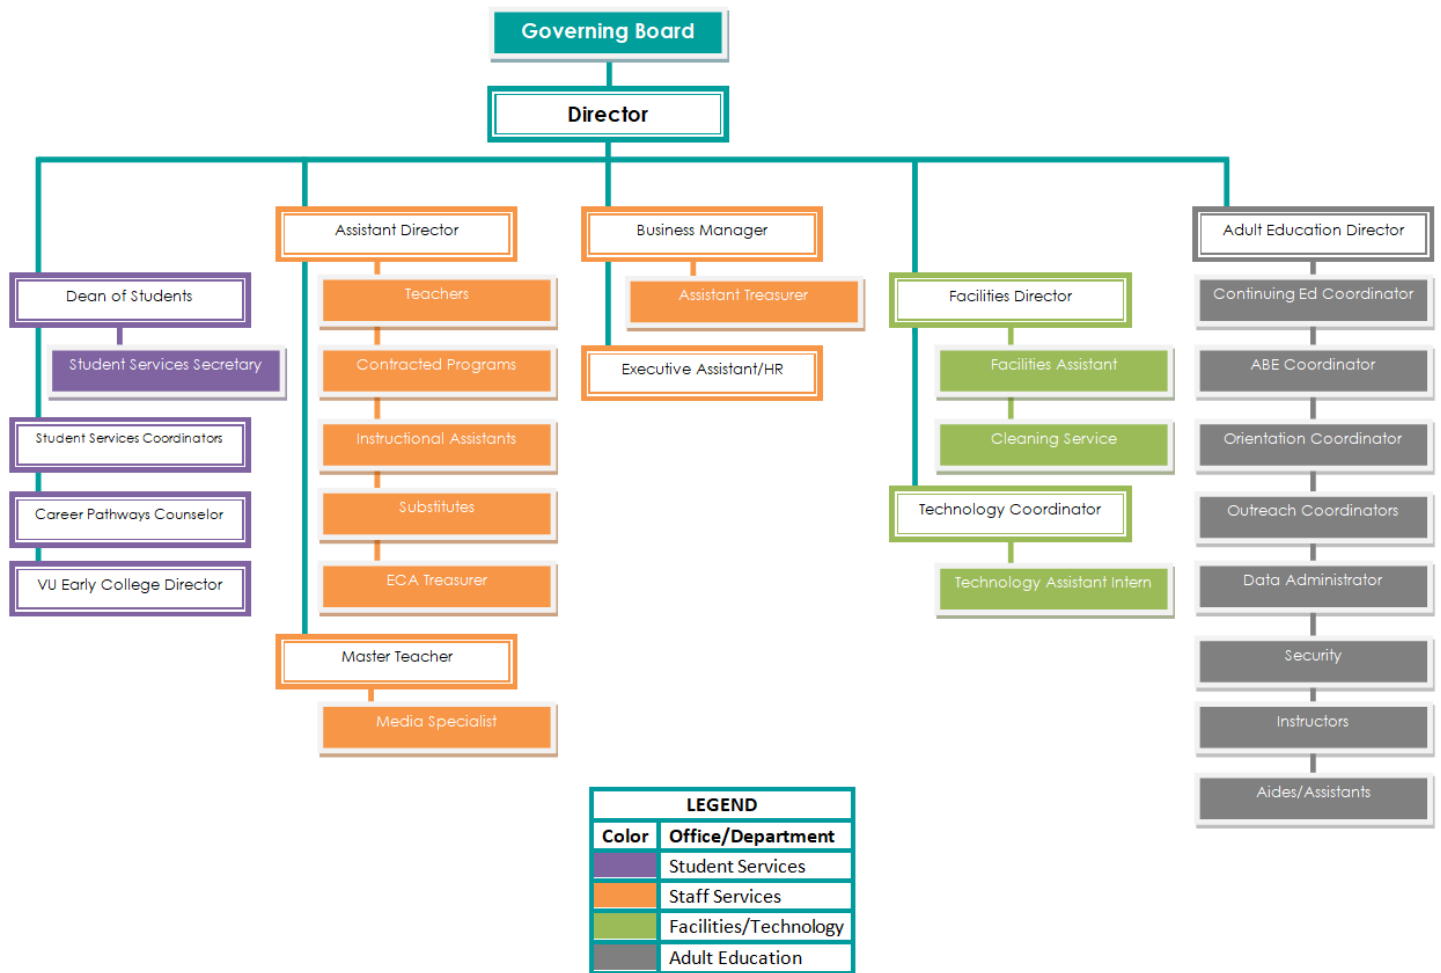 Governing Board
Director
Assistant Director
Business Manager
Adult Education Director
Dean of Students
Teachers
Assistant Treasurer
Facilities Director
Continuing Ed Coordinator
Student Services Secretary
Contracted Programs
Executive Assistant/HR
Facilities Assistant
ABE Coordinator
Student Services Coordinators
Instructional Assistants
Cleaning Service
Orientation Coordinator
Career Pathways Counselor
Substitutes
Technology Coordinator
Outreach Coordinators
VU Early College Director
ECA Treasurer
Technology Assistant Intern
Data Administrator
Master Teacher
Security
Media Specialist
Instructors
Aides/Assistants
LEGEND
Color Office/Department
Student Services
Staff Services
Facilities/Technology
Adult Education